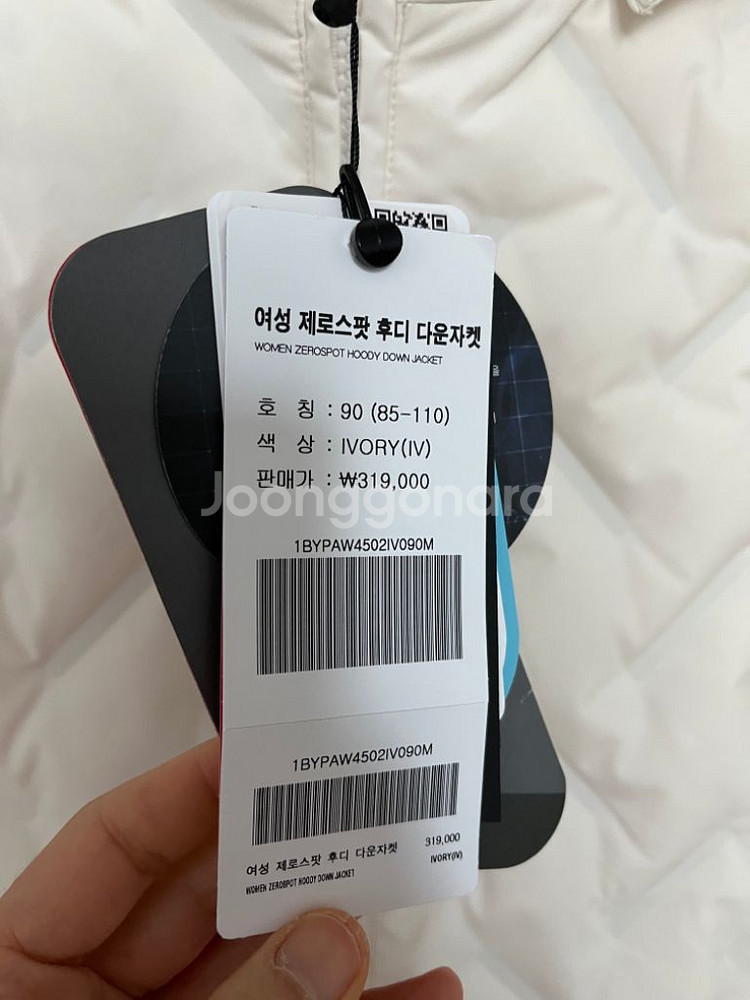 여성 제로스팟 후디 다운자켓
WOMEN ZEROSPOT HOODY DOWN JACKET
호 칭 : 90 (85-110)
색 상 : IVORY(IV)
판매가 : ₩319,000
Joonggonara
1BYPAW4502IV090M
1BYPAW4502IV090M
여성 제로스팟 후디 다운자켓 319,000
WOMEN ZEROSPOT HOODY DOWN JACKET IVORY(IV)